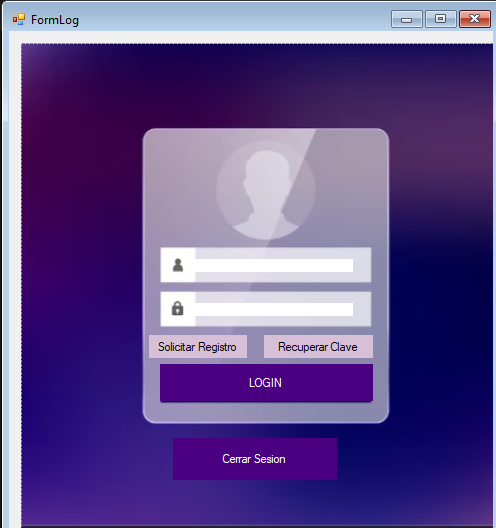 FormLog
Solicitar Registro
Recuperar Clave
LOGIN
Cerrar Sesion